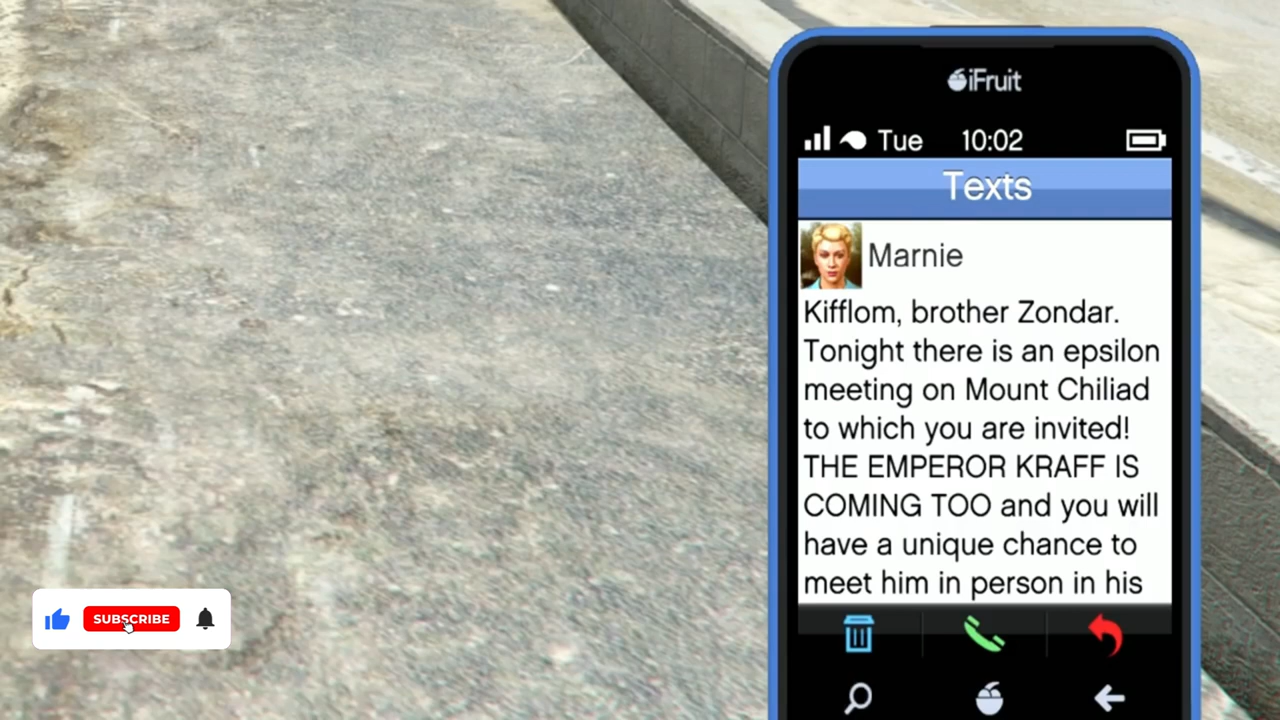 iFruit
Tue 10:02
Texts
Marnie
Kifflom, brother Zondar.
Tonight there is an epsilon
meeting on Mount Chiliad
to which you are invited!
THE EMPEROR KRAFF IS
COMING TOO and you will
have a unique chance to
meet him in person in his
SUBSCRIBE